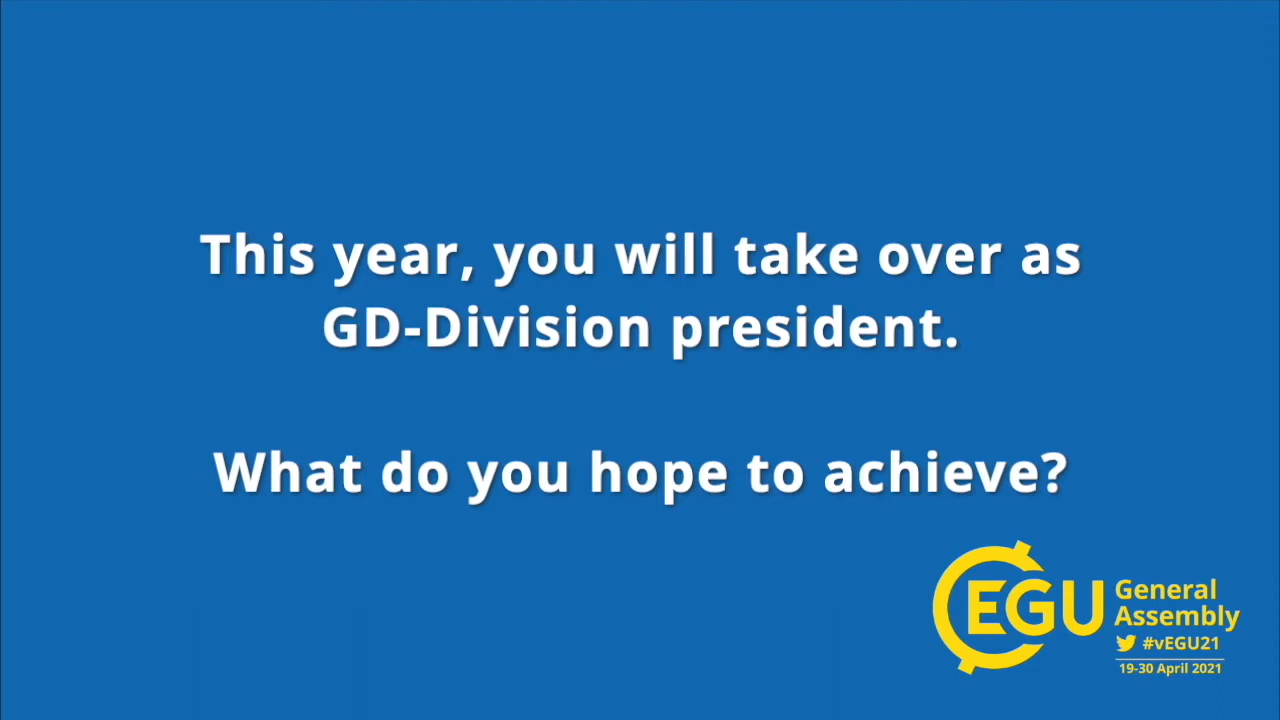 This year, you will take over as
GD-Division president.
What do you hope to achieve?
EGU
General
Assembly
#vEGU21
19-30 April 2021